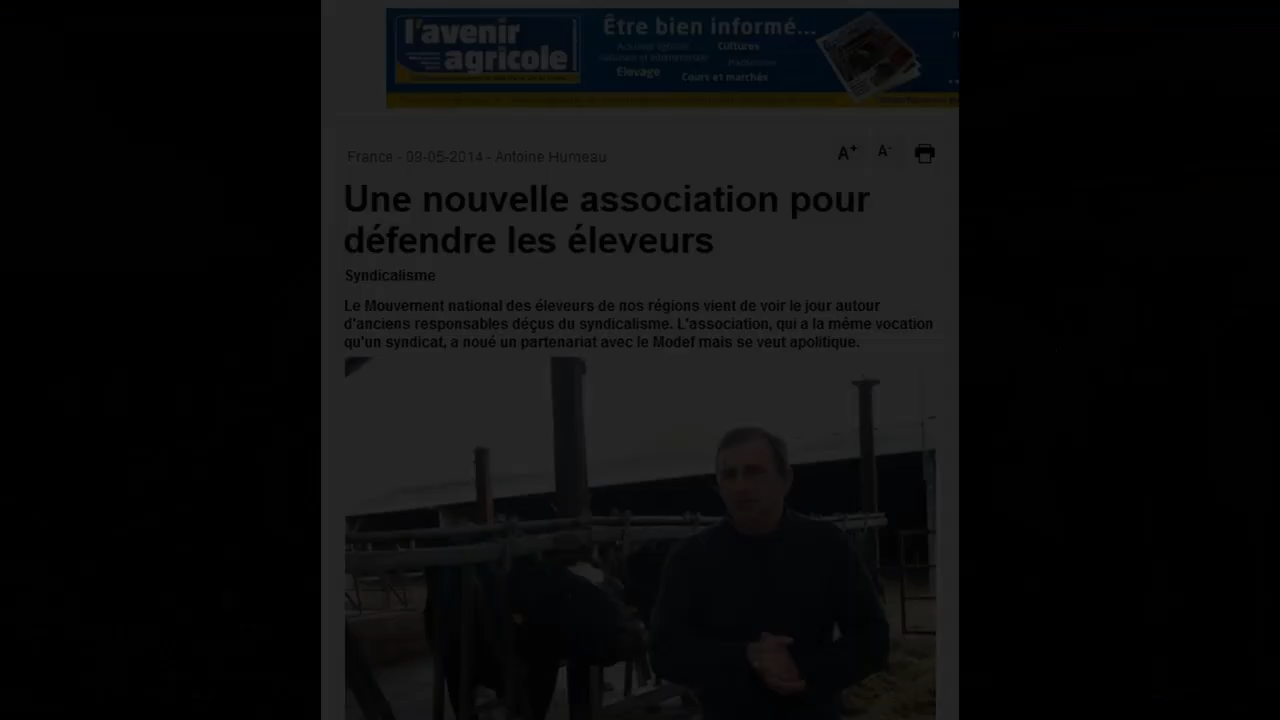 l'avenir
agricole
Être bien informé...
Cultures
Elevage
Cours et marchés
France - 09-05-2014 - Antoine Humeau
A+ A-
Une nouvelle association pour
défendre les éleveurs
Syndicalisme
Le Mouvement national des éleveurs de nos régions vient de voir le jour autour
d'anciens responsables déçus du syndicalisme. L'association, qui a la même vocation
qu'un syndicat, a noué un partenariat avec le Modef mais se veut apolitique.